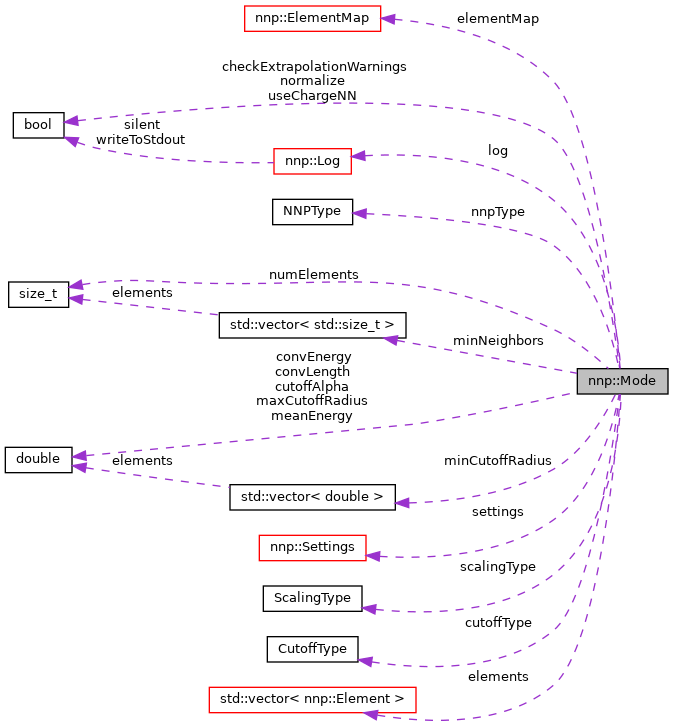 nnp::ElementMap
elementMap
checkExtrapolationWarnings
normalize
useChargeNN
bool
silent
writeToStdout
nnp::Log
log
NNPType
nnpType
numElements
size_t
elements
std::vector< std::size_t >
minNeighbors
convEnergy
convLength
cutoffAlpha
maxCutoffRadius
meanEnergy
nnp::Mode
double
elements
std::vector< double >
minCutoffRadius
settings
nnp::Settings
scalingType
ScalingType
cutoffType
CutoffType
elements
std::vector< nnp::Element >